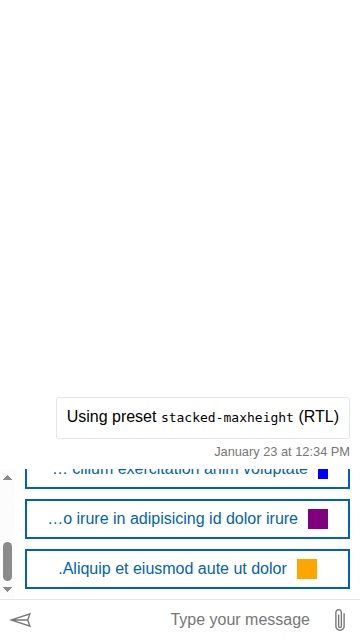 Using preset stacked-maxheight (RTL)
January 23 at 12:34 PM
... cillum exercitation anim voluptate
...o irure in adipisicing id dolor irure
.Aliquip et eiusmod aute ut dolor
Type your message